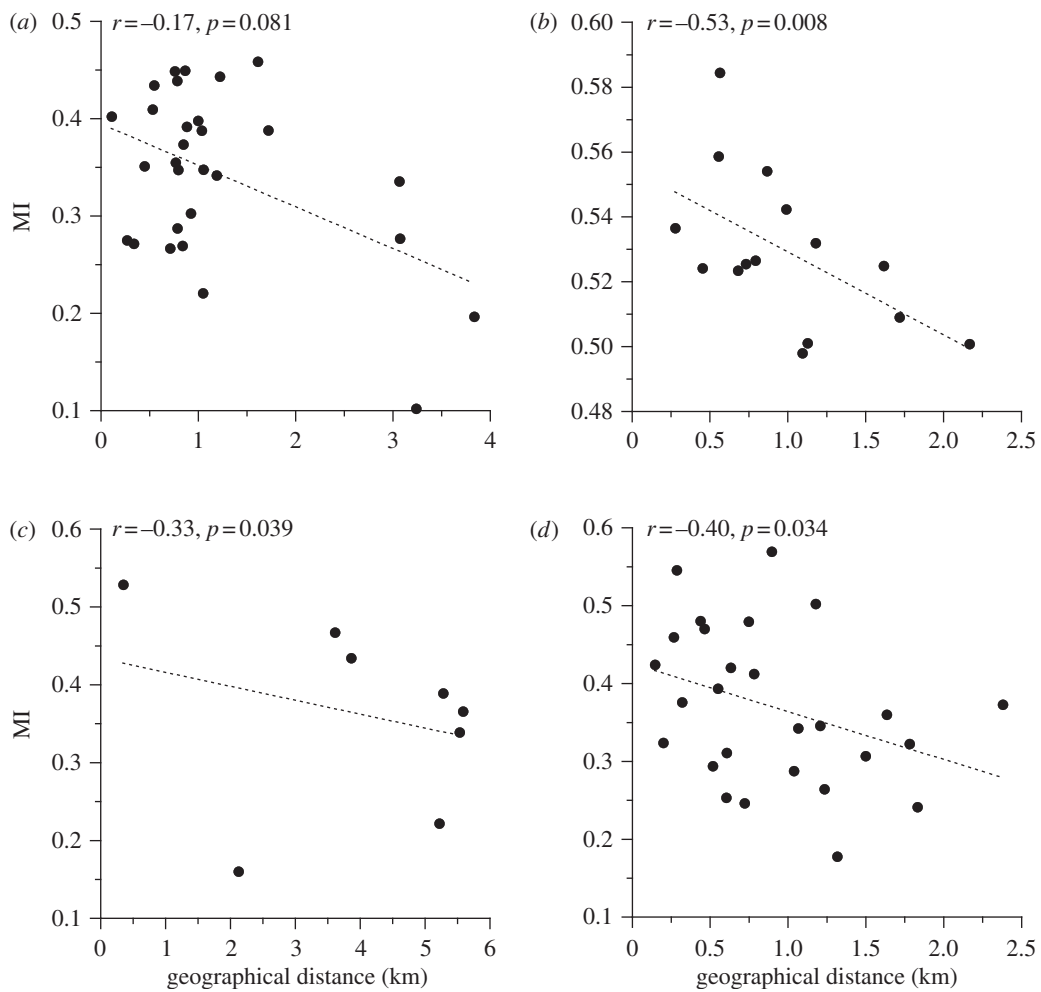 (a) r=–0.17, p=0.081
0.5
0.4
0.3
0.2
0.1
MI
0 1 2 3 4
(b) r=–0.53, p=0.008
0.60
0.58
0.56
0.54
0.52
0.50
0.48
0 0.5 1.0 1.5 2.0 2.5
(c) r=–0.33, p=0.039
0.6
0.5
0.4
0.3
0.2
0.1
MI
0 1 2 3 4 5 6
geographical distance (km)
(d) r=–0.40, p=0.034
0.6
0.5
0.4
0.3
0.2
0.1
0 0.5 1.0 1.5 2.0 2.5
geographical distance (km)